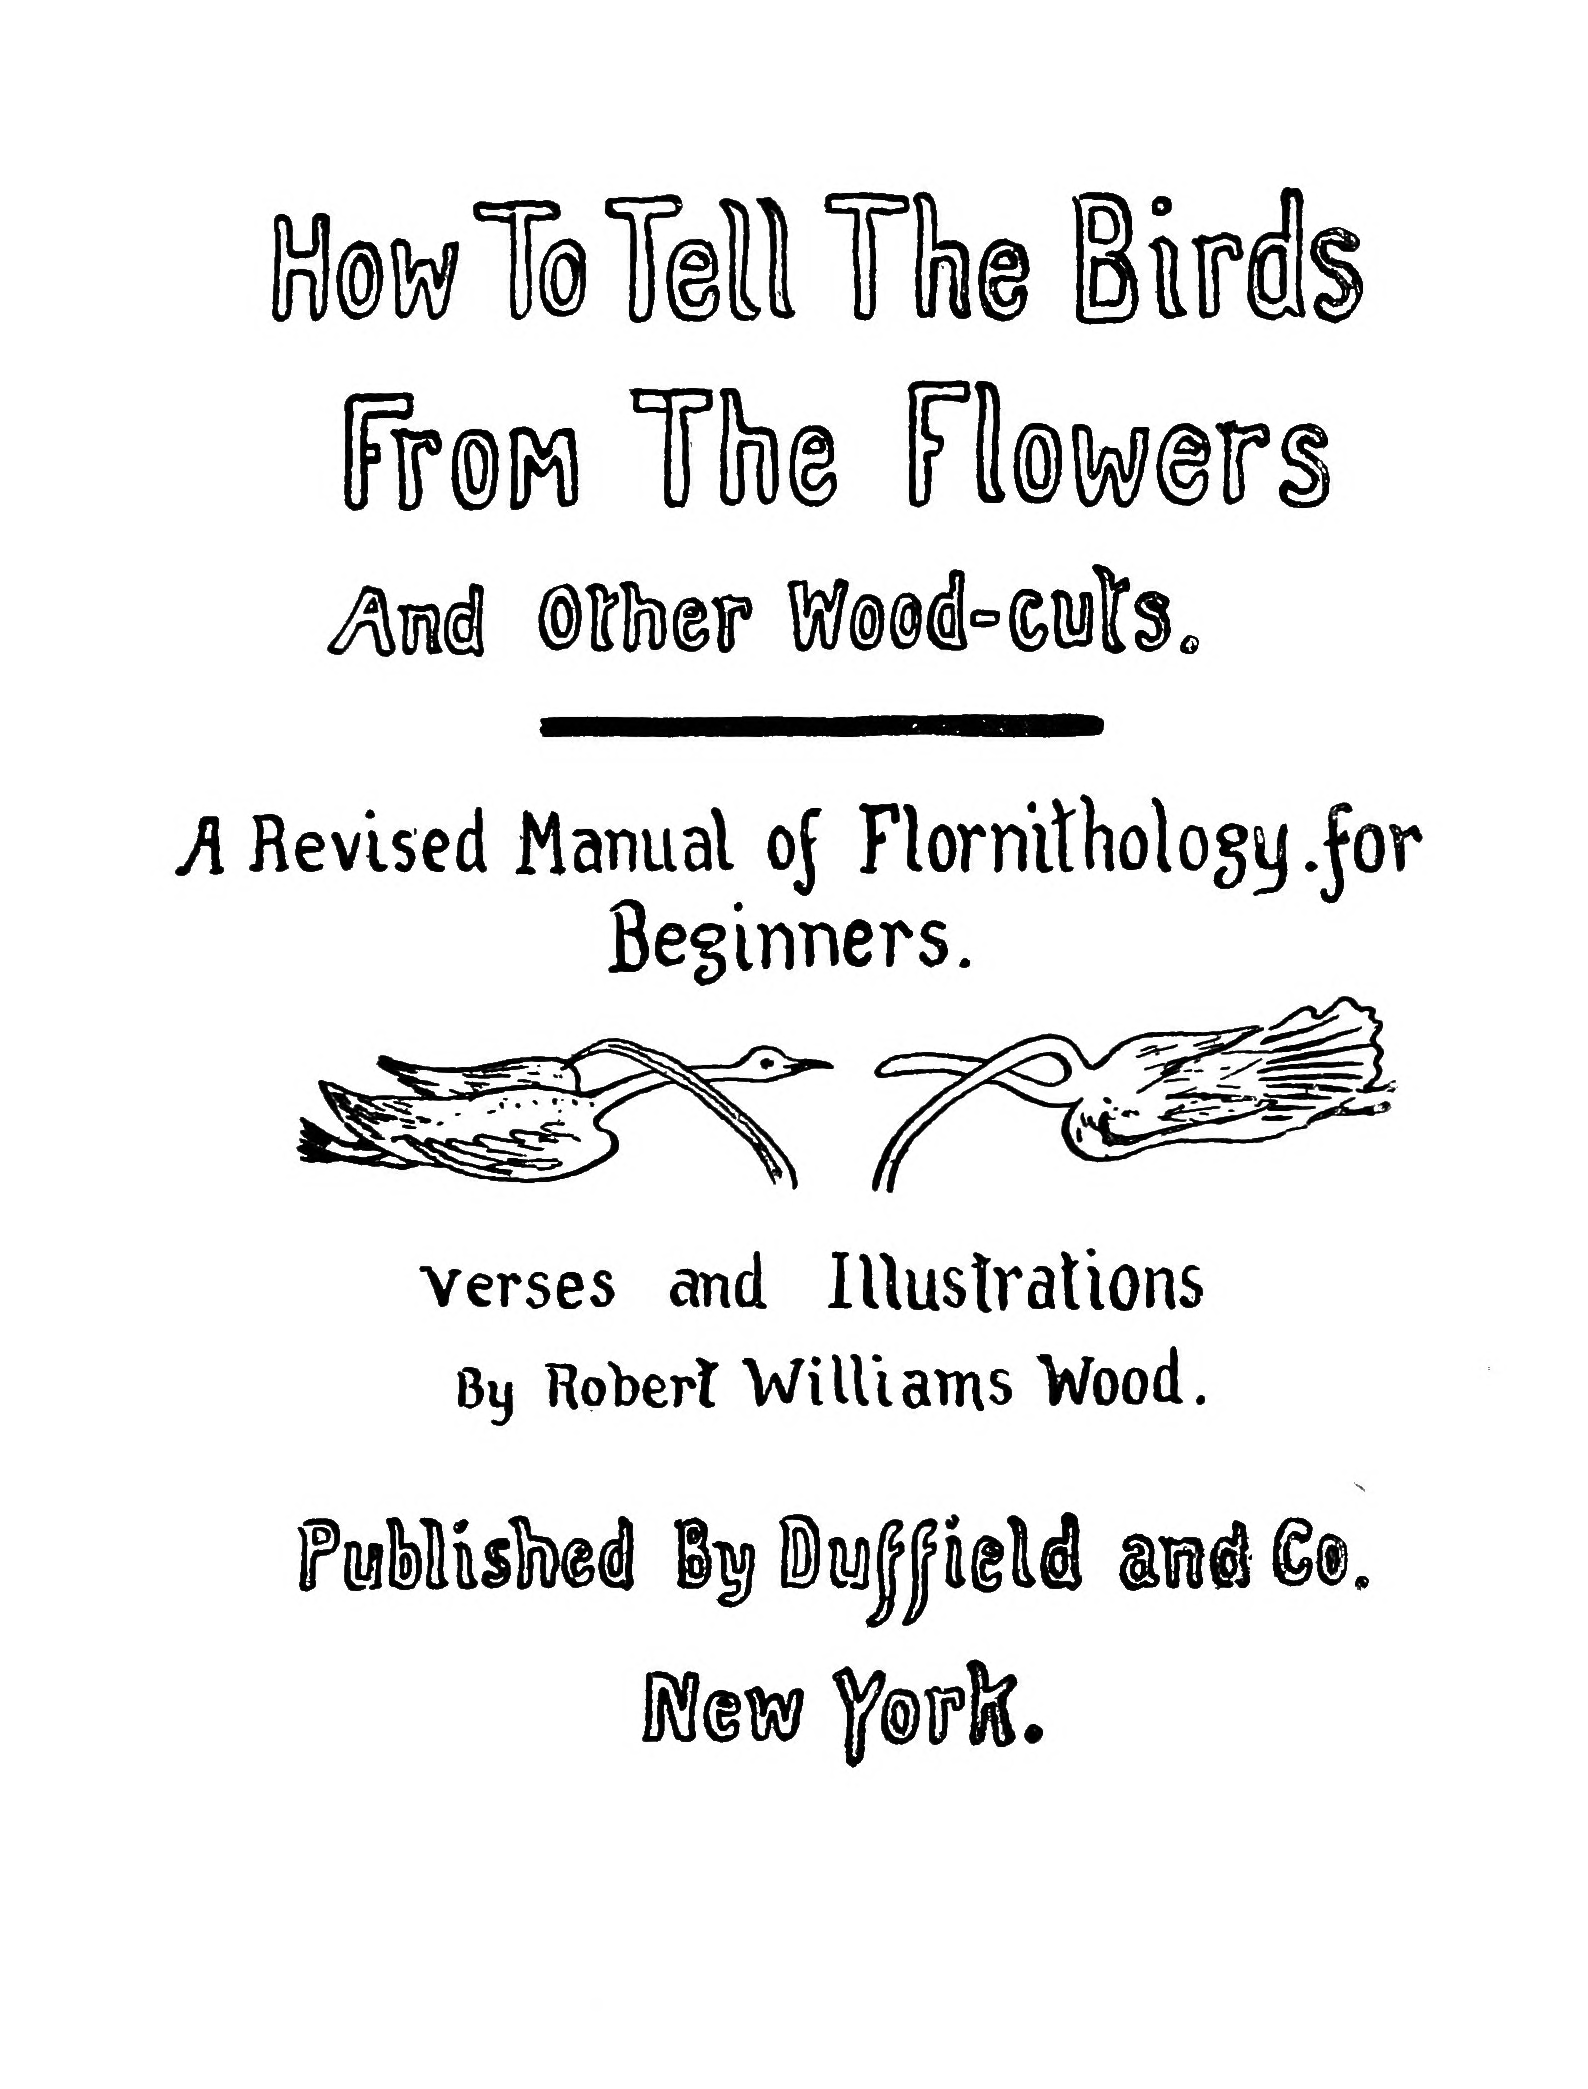 How To Tell The Birds
From The Flowers
And Other Wood-cuts.
A Revised Manual of Flornithology.for
Beginners.
verses and Illustrations
By Robert Williams Wood.
Published By Duffield and Co.
New York.